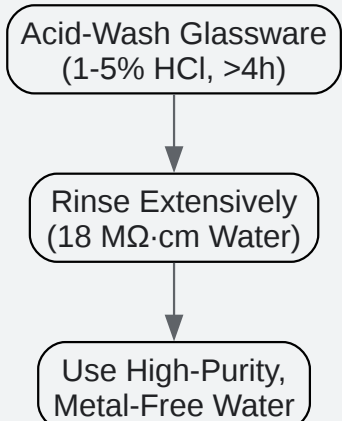 Acid-Wash Glassware
(1-5% HCl, >4h)
Rinse Extensively
(18 MΩ·cm Water)
Use High-Purity,
Metal-Free Water